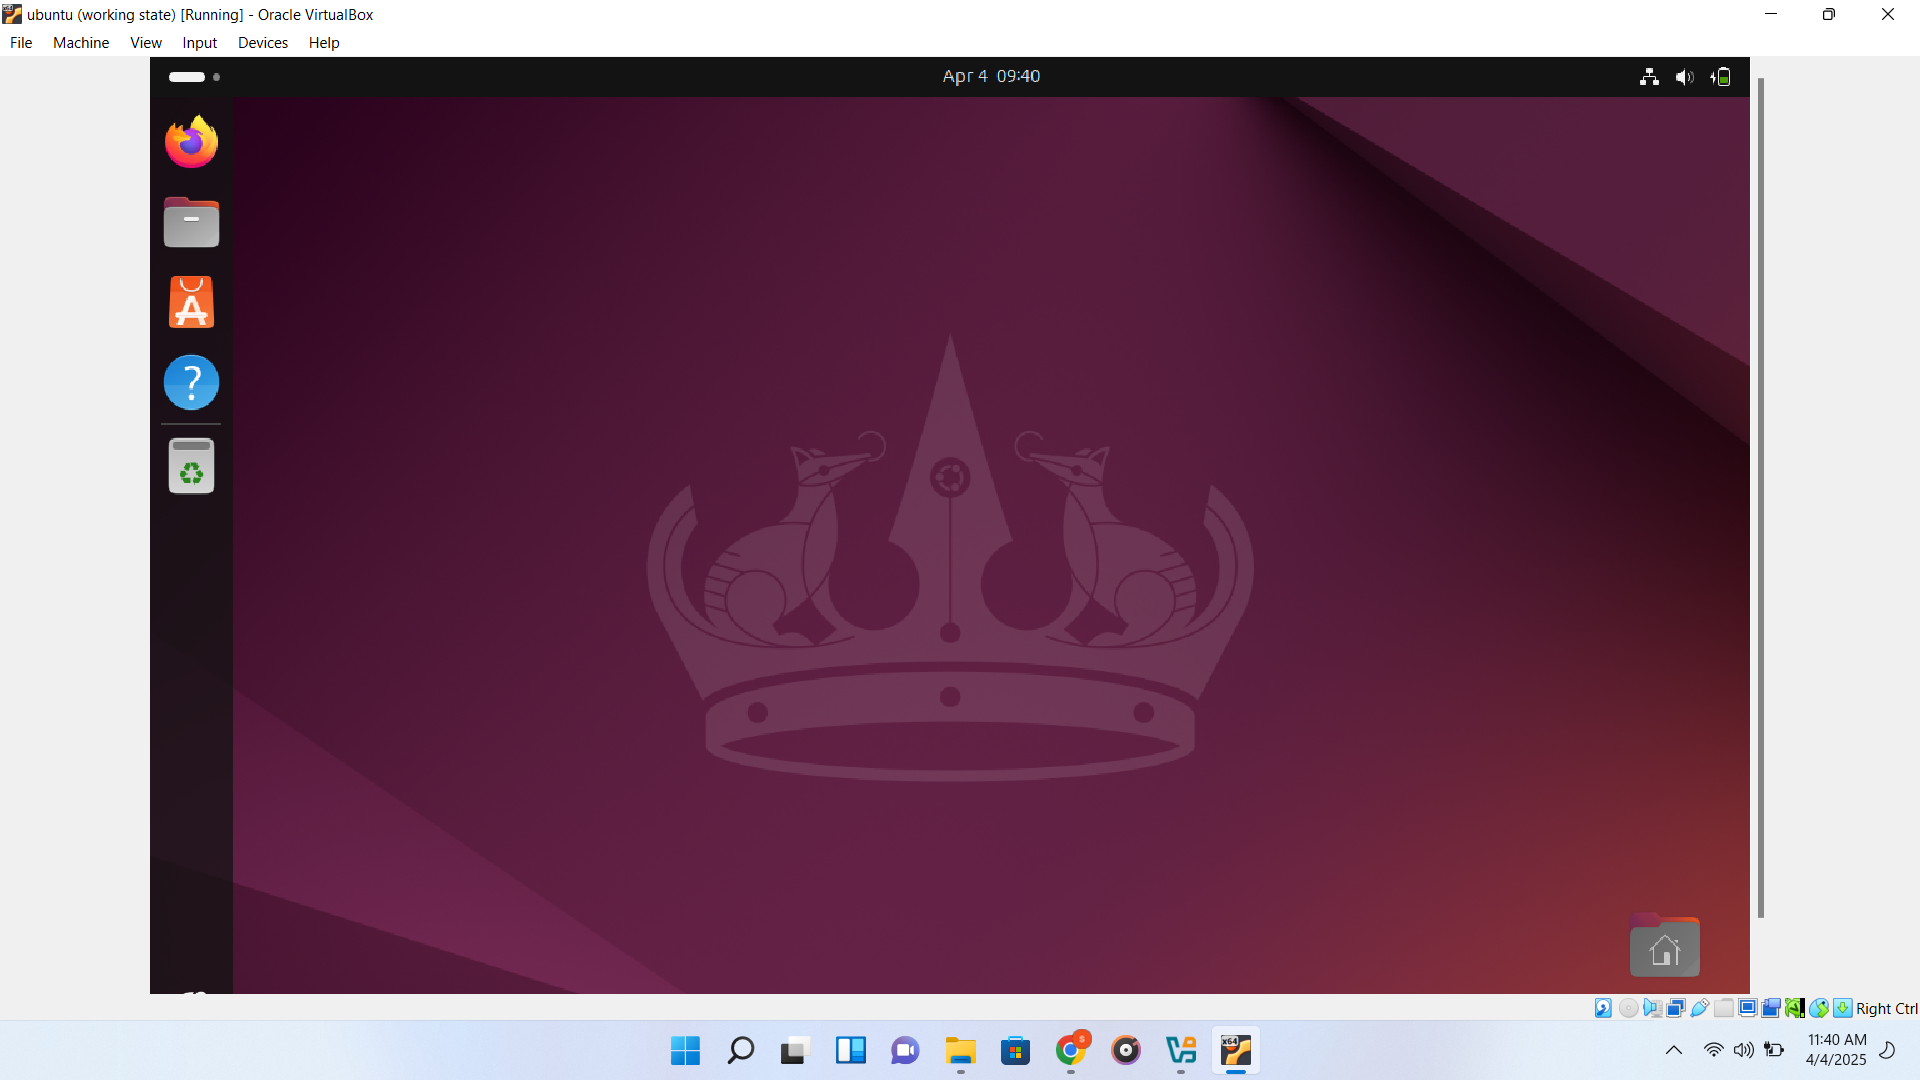 ubuntu (working state) [Running] - Oracle VirtualBox
File Machine View Input Devices Help
Apr 4 09:40
A
?
Right Ctrl
x64
S
11:40 AM
4/4/2025